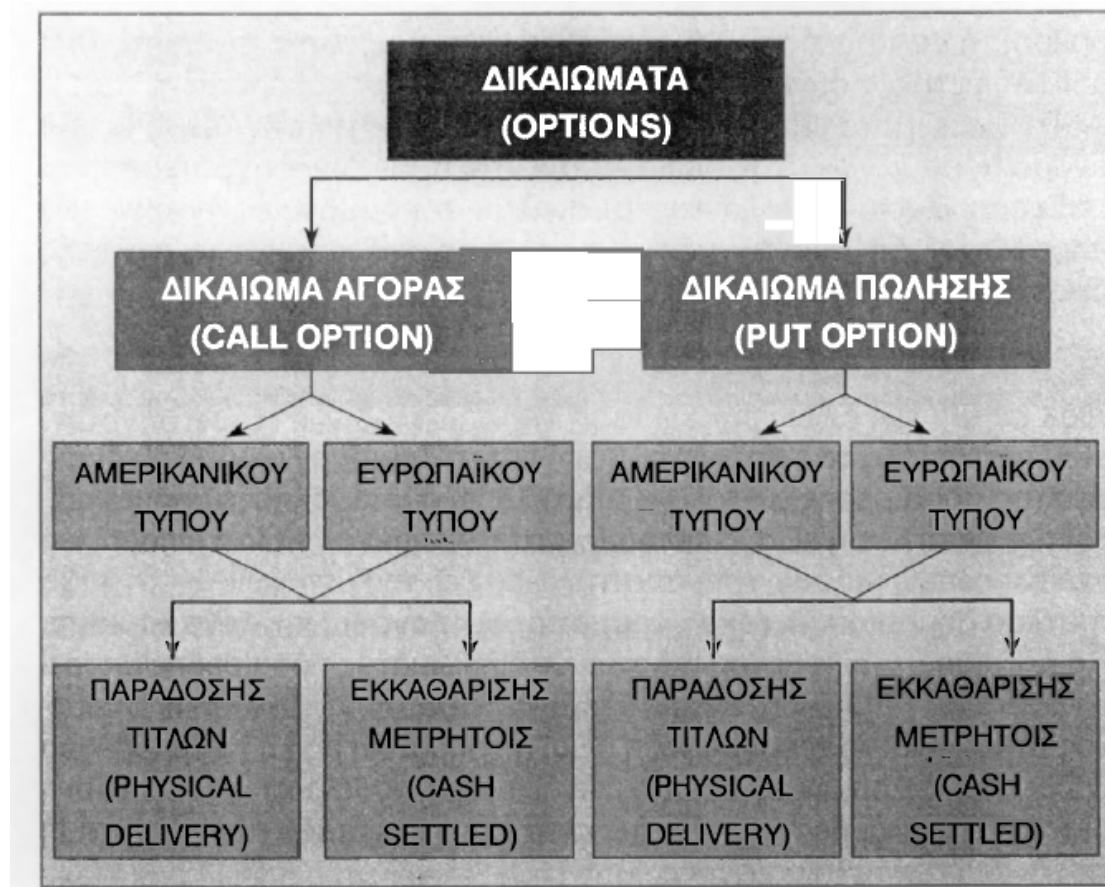 ΔΙΚΑΙΩΜΑΤΑ
(OPTIONS)
ΔΙΚΑΙΩΜΑ ΑΓΟΡΑΣ
(CALL OPTION)
ΔΙΚΑΙΩΜΑ ΠΩΛΗΣΗΣ
(PUT OPTION)
ΑΜΕΡΙΚΑΝΙΚΟΥ
ΤΥΠΟΥ
ΕΥΡΩΠΑΪΚΟΥ
ΤΥΠΟΥ
ΑΜΕΡΙΚΑΝΙΚΟΥ
ΤΥΠΟΥ
ΕΥΡΩΠΑΪΚΟΥ
ΤΥΠΟΥ
ΠΑΡΑΔΟΣΗΣ
ΤΙΤΛΩΝ
(PHYSICAL
DELIVERY)
ΕΚΚΑΘΑΡΙΣΗΣ
ΜΕΤΡΗΤΟΙΣ
(CASH
SETTLED)
ΠΑΡΑΔΟΣΗΣ
ΤΙΤΛΩΝ
(PHYSICAL
DELIVERY)
ΕΚΚΑΘΑΡΙΣΗΣ
ΜΕΤΡΗΤΟΙΣ
(CASH
SETTLED)